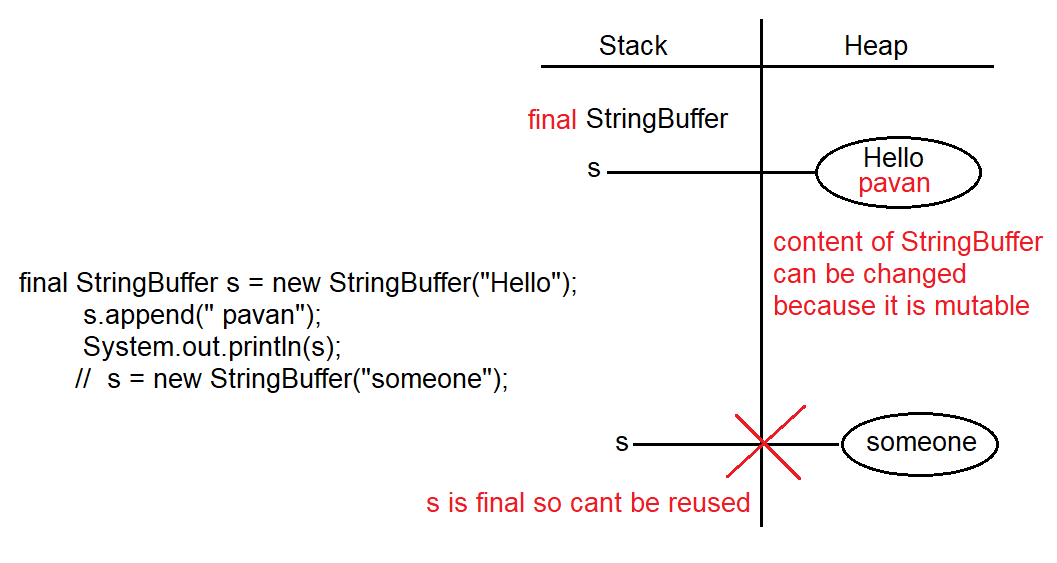 Stack Heap
final StringBuffer
s Hello
pavan
content of StringBuffer
can be changed
because it is mutable
final StringBuffer s = new StringBuffer("Hello");
s.append(" pavan");
System.out.println(s);
// s = new StringBuffer("someone");
s someone
s is final so cant be reused